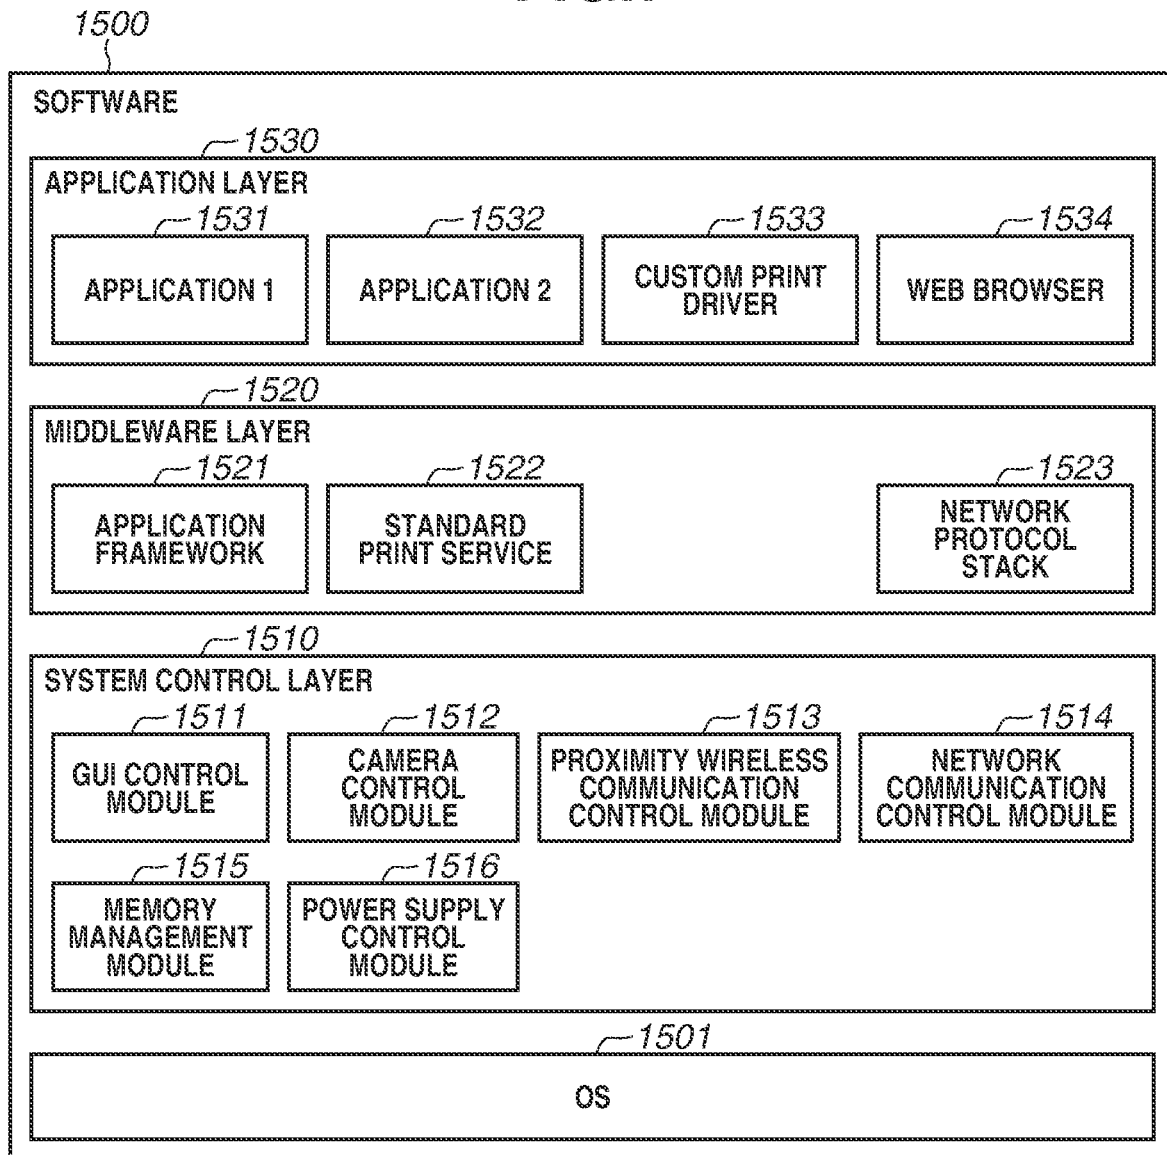 1500
SOFTWARE
1530
APPLICATION LAYER
1531
1532
1533
1534
APPLICATION 1
APPLICATION 2
CUSTOM PRINT
DRIVER
WEB BROWSER
1520
MIDDLEWARE LAYER
1521
1522
1523
APPLICATION
FRAMEWORK
STANDARD
PRINT SERVICE
NETWORK
PROTOCOL
STACK
1510
SYSTEM CONTROL LAYER
1511
1512
1513
1514
GUI CONTROL
MODULE
CAMERA
CONTROL
MODULE
PROXIMITY WIRELESS
COMMUNICATION
CONTROL MODULE
NETWORK
COMMUNICATION
CONTROL MODULE
1515
1516
MEMORY
MANAGEMENT
MODULE
POWER SUPPLY
CONTROL
MODULE
1501
OS